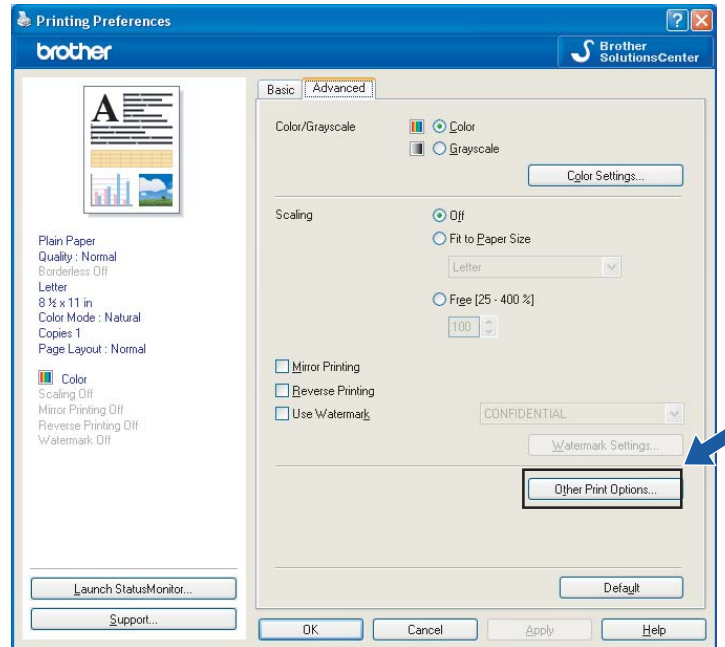 Printing Preferences
brother
Brother
SolutionsCenter
A
Plain Paper
Quality : Normal
Borderless Off
Letter
8 ½ x 11 in
Color Mode : Natural
Copies 1
Page Layout : Normal
Color
Scaling Off
Mirror Printing Off
Reverse Printing Off
Watermark Off
Launch StatusMonitor...
Support...
Basic
Advanced
Color/Grayscale
Color
Grayscale
Color Settings...
Scaling
Off
Fit to Paper Size
Letter
Free [25 - 400 %]
100
Mirror Printing
Reverse Printing
Use Watermark
CONFIDENTIAL
Watermark Settings...
Other Print Options...
Default
OK
Cancel
Apply
Help